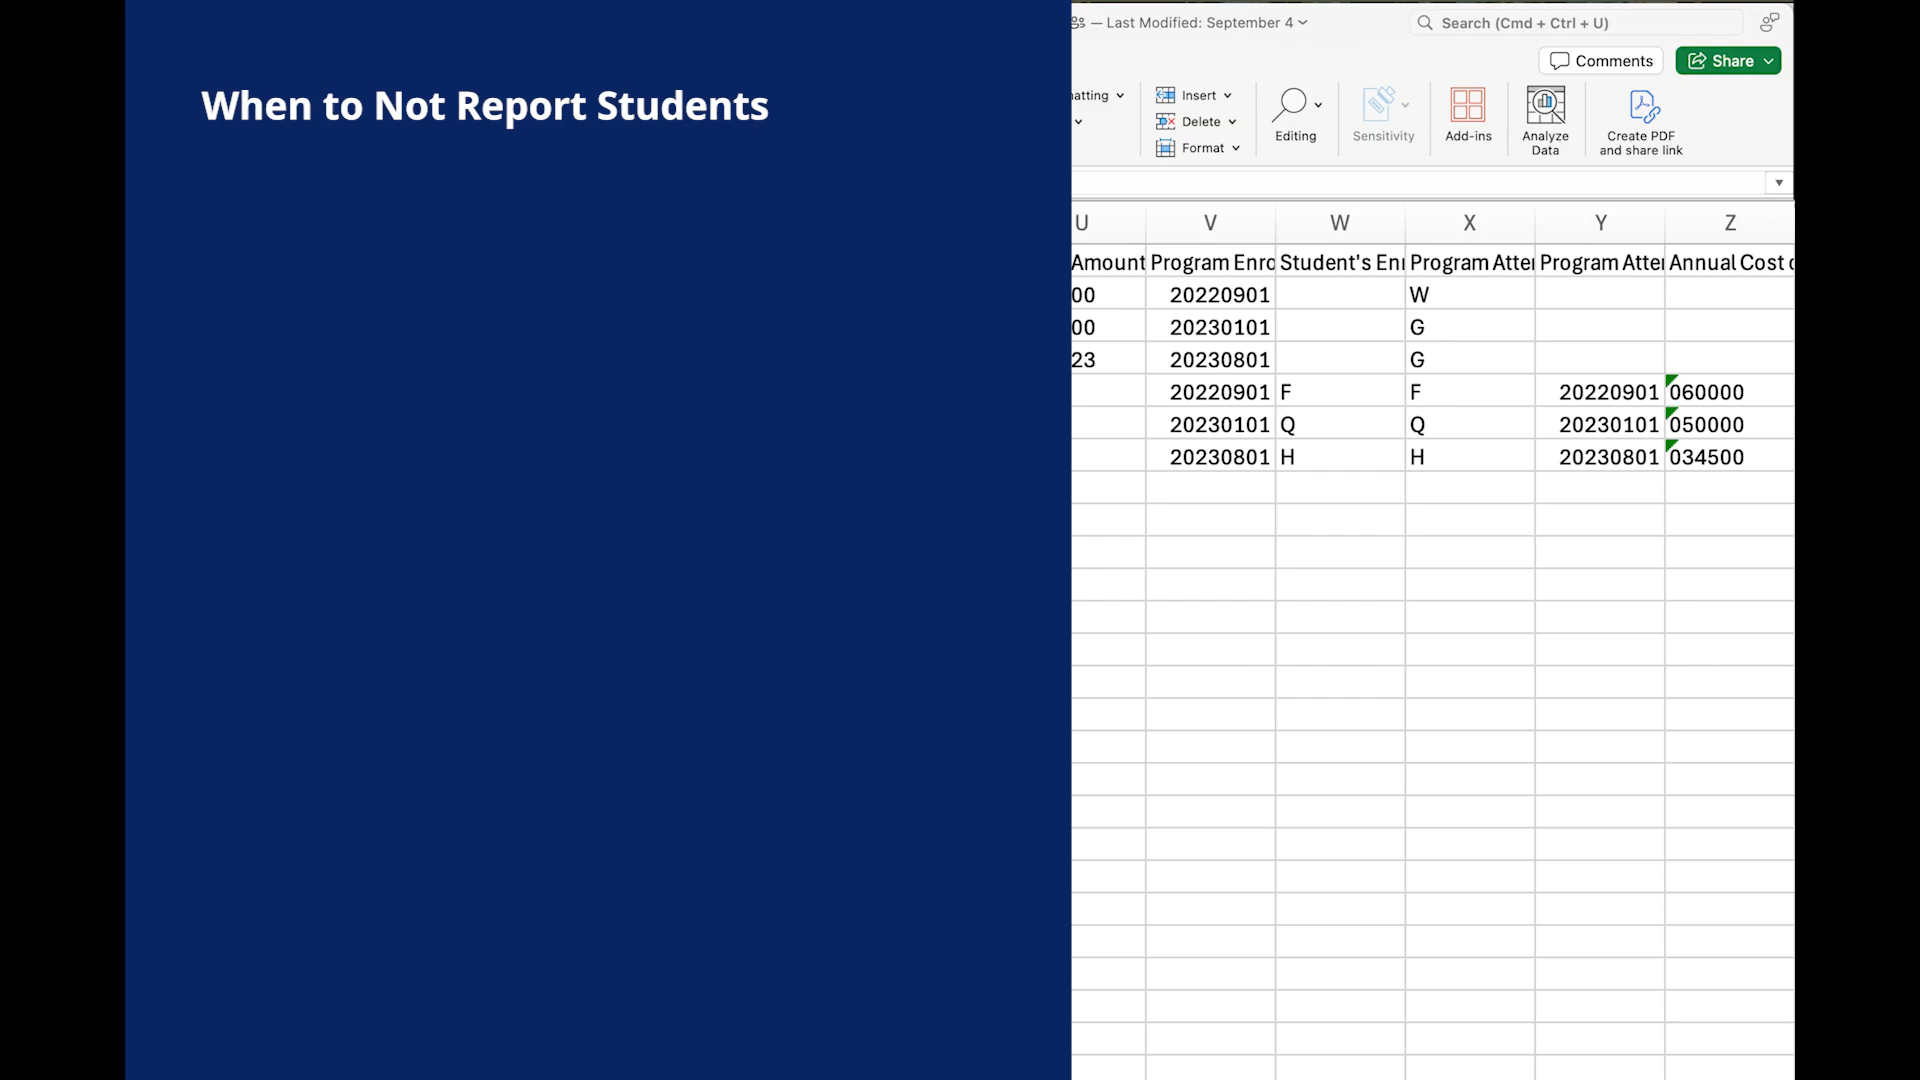 When to Not Report Students
— Last Modified: September 4
Search (Cmd + Ctrl + U)
Comments
Share
atting
Insert
Delete
Format
Editing
Sensitivity
Add-ins
Analyze
Data
Create PDF
and share link
U V W X Y Z
Amount Program Enro Student's Enr Program Atte Program Atte Annual Cost
00 20220901 W
00 20230101 G
23 20230801 G
20220901 F F 20220901 060000
20230101 Q Q 20230101 050000
20230801 H H 20230801 034500